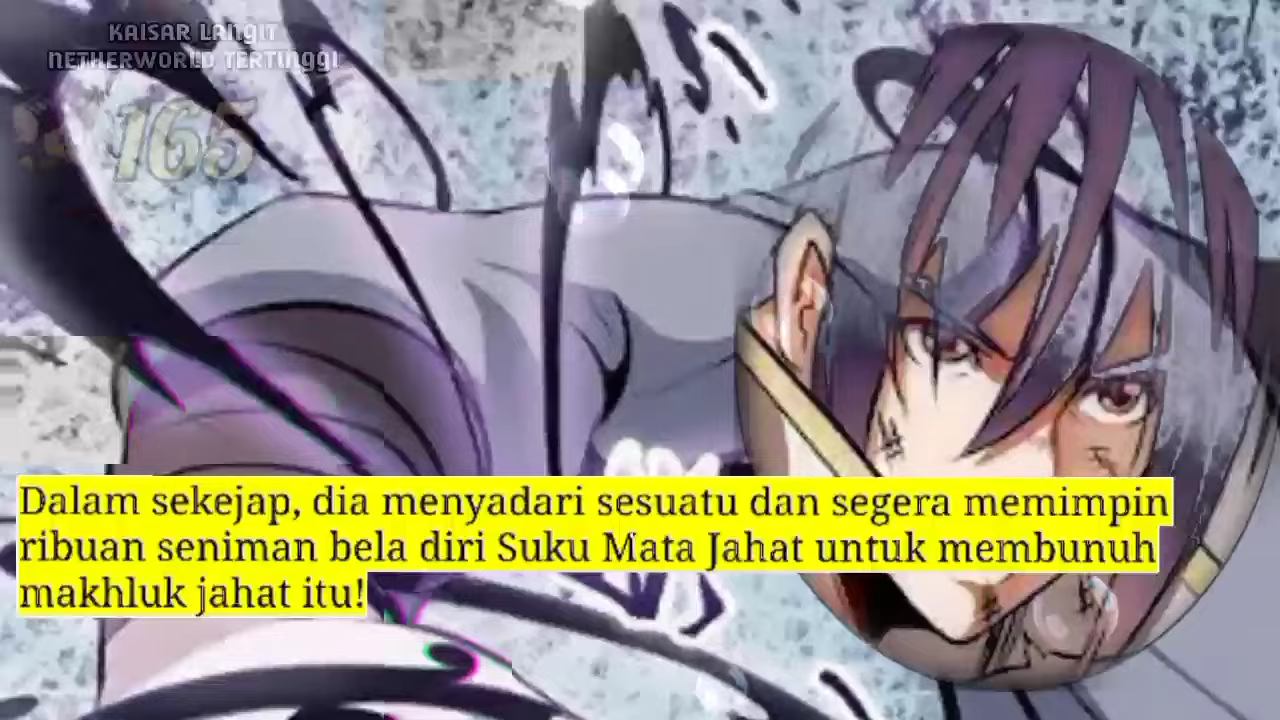 KAISAR LANGIT
NETHERWORLD TERTINGGI
165
Dalam sekejap, dia menyadari sesuatu dan segera memimpin
ribuan seniman bela diri Suku Mata Jahat untuk membunuh
makhluk jahat itu!